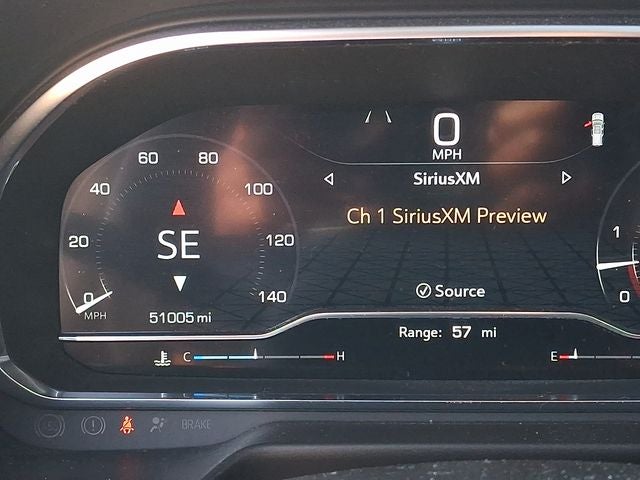 0
MPH
SiriusXM
Ch 1 SiriusXM Preview
Source
0
20
40
60
80
100
120
140
SE
MPH
51005 mi
1
0
Range: 57 mi
C
H
E
BRAKE